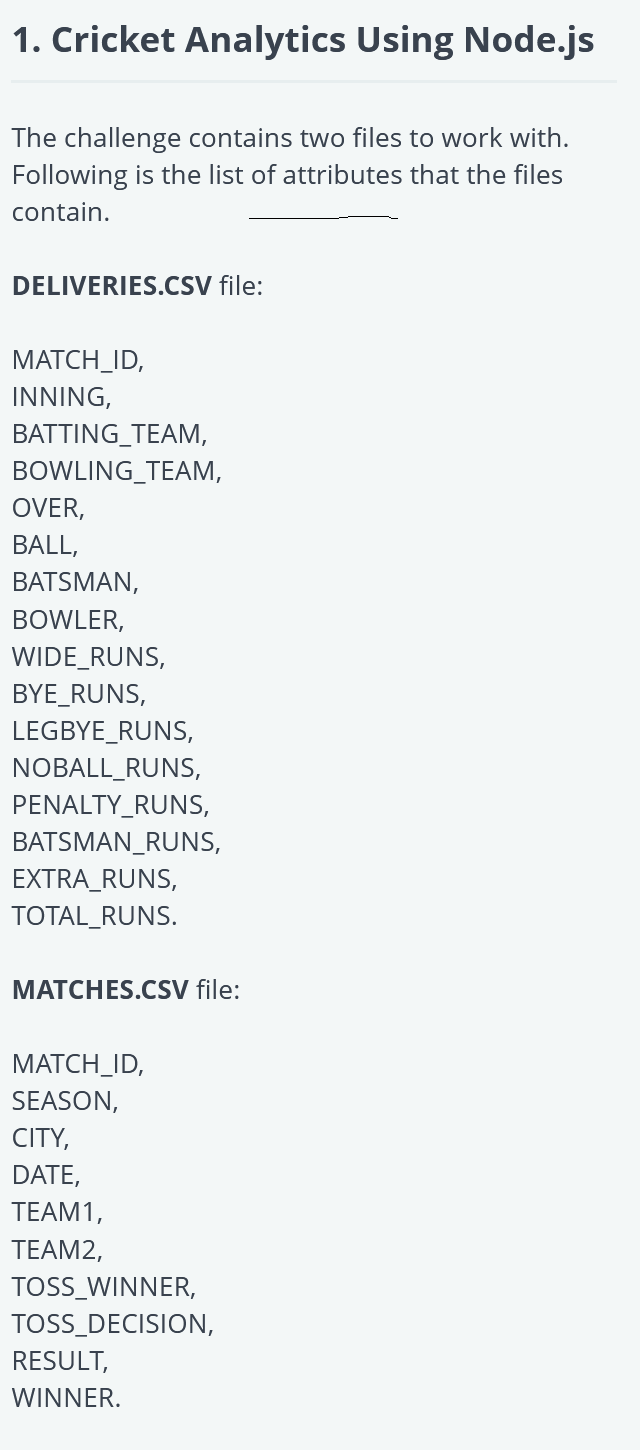 1. Cricket Analytics Using Node.js
The challenge contains two files to work with.
Following is the list of attributes that the files
contain.
DELIVERIES.CSV file:
MATCH_ID,
INNING,
BATTING_TEAM,
BOWLING_TEAM,
OVER,
BALL,
BATSMAN,
BOWLER,
WIDE_RUNS,
BYE_RUNS,
LEGBYE_RUNS,
NOBALL_RUNS,
PENALTY_RUNS,
BATSMAN_RUNS,
EXTRA_RUNS,
TOTAL_RUNS.
MATCHES.CSV file:
MATCH_ID,
SEASON,
CITY,
DATE,
TEAM1,
TEAM2,
TOSS_WINNER,
TOSS_DECISION,
RESULT,
WINNER.